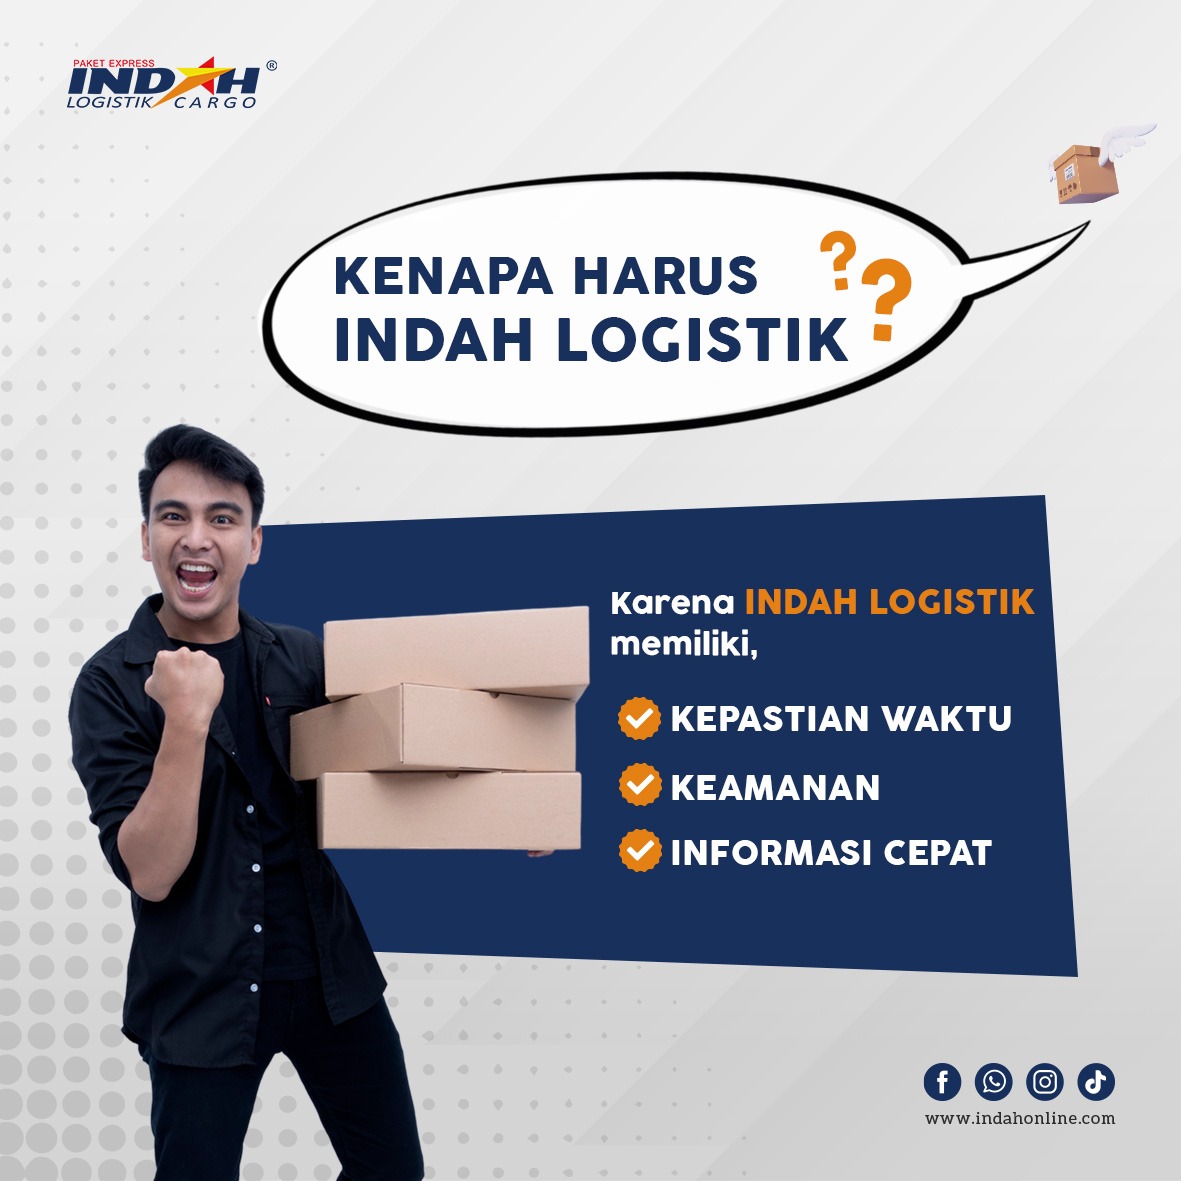 PAKET EXPRESS
INDAH ®
LOGISTIK CARGO
KENAPA HARUS ??
INDAH LOGISTIK
Karena INDAH LOGISTIK
memiliki,
KEPASTIAN WAKTU
KEAMANAN
INFORMASI CEPAT
www.indahonline.com